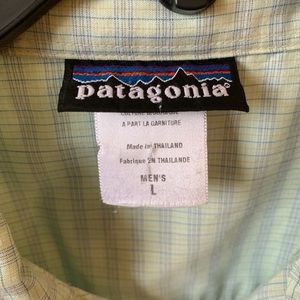 patagonia®
A PART LA GARNITURE
MADE IN THAILAND
Fabriqué EN THAILANDE
MEN'S
L